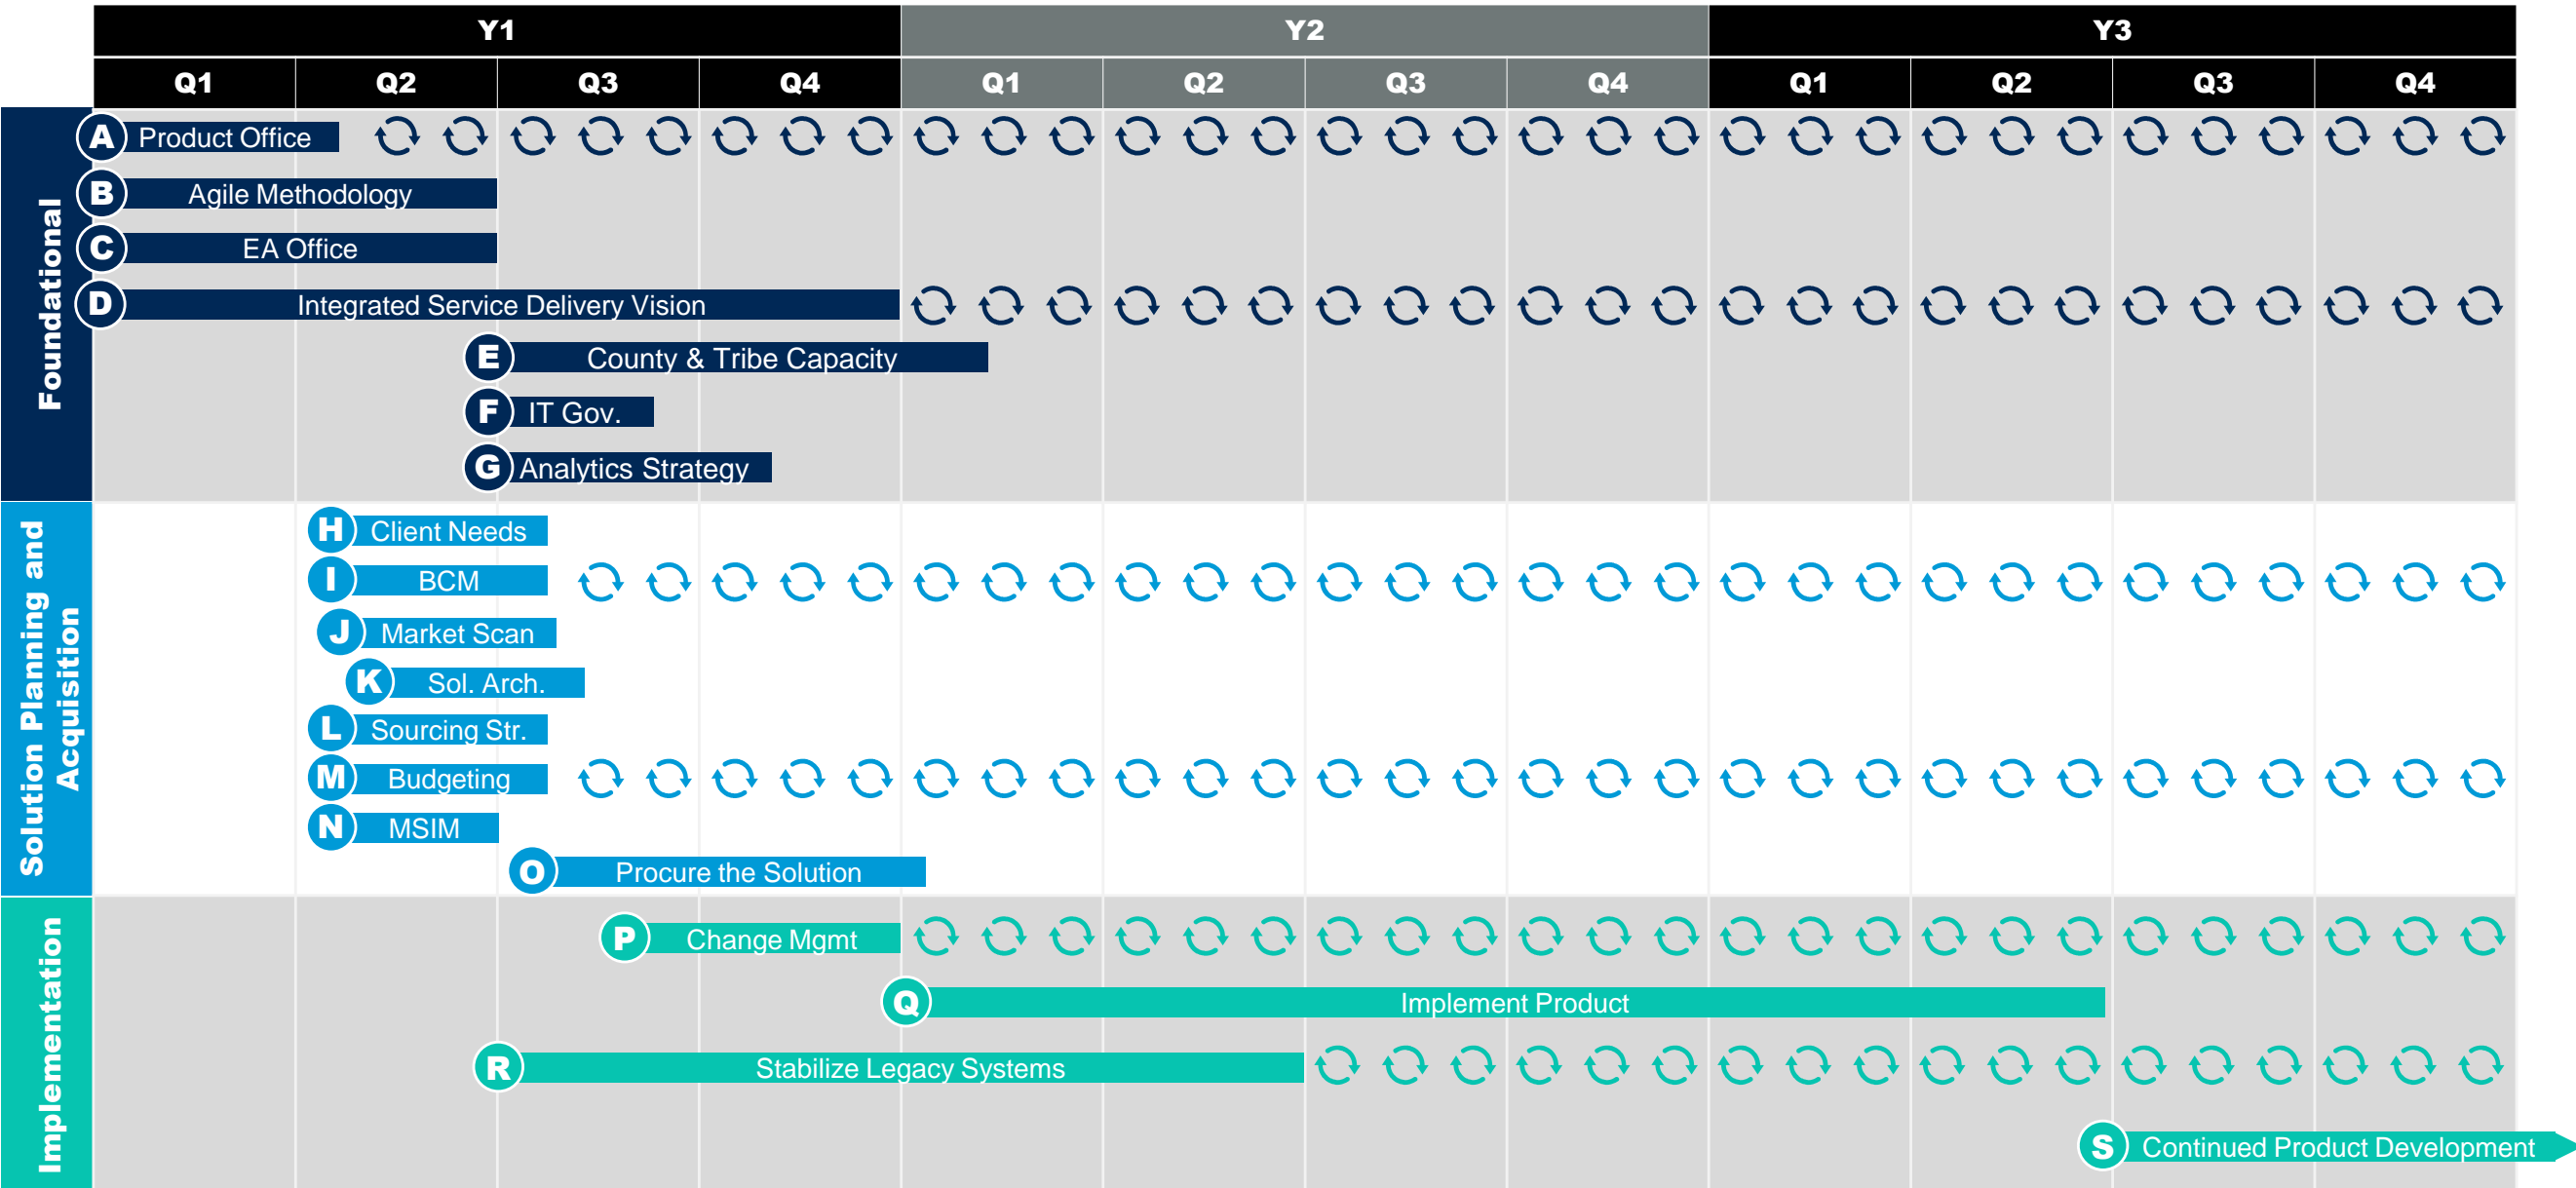 Y1 Y2 Y3
Q1 Q2 Q3 Q4 Q1 Q2 Q3 Q4 Q1 Q2 Q3 Q4
Foundational
A Product Office
B Agile Methodology
C EA Office
D Integrated Service Delivery Vision
E County & Tribe Capacity
F IT Gov.
G Analytics Strategy
Solution Planning and
Acquisition
H Client Needs
I BCM
J Market Scan
K Sol. Arch.
L Sourcing Str.
M Budgeting
N MSIM
O Procure the Solution
Implementation
P Change Mgmt
Q Implement Product
R Stabilize Legacy Systems
S Continued Product Development